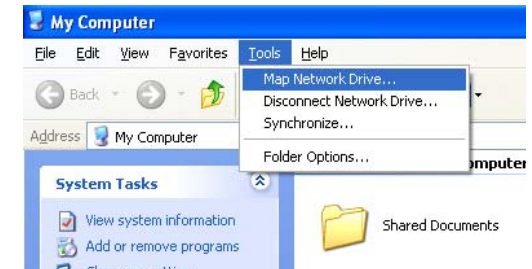 My Computer
File Edit View Favorites Tools Help
Map Network Drive...
Back
Disconnect Network Drive...
Synchronize...
Address My Computer
Folder Options...
System Tasks
View system information
Shared Documents
Add or remove programs